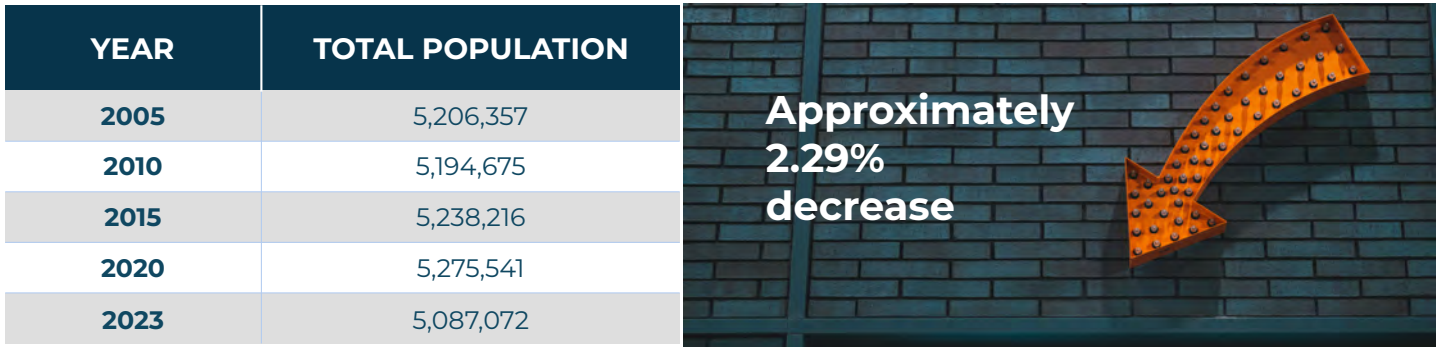 YEAR TOTAL POPULATION
2005 5,206,357
2010 5,194,675
2015 5,238,216
2020 5,275,541
2023 5,087,072
Approximately
2.29%
decrease